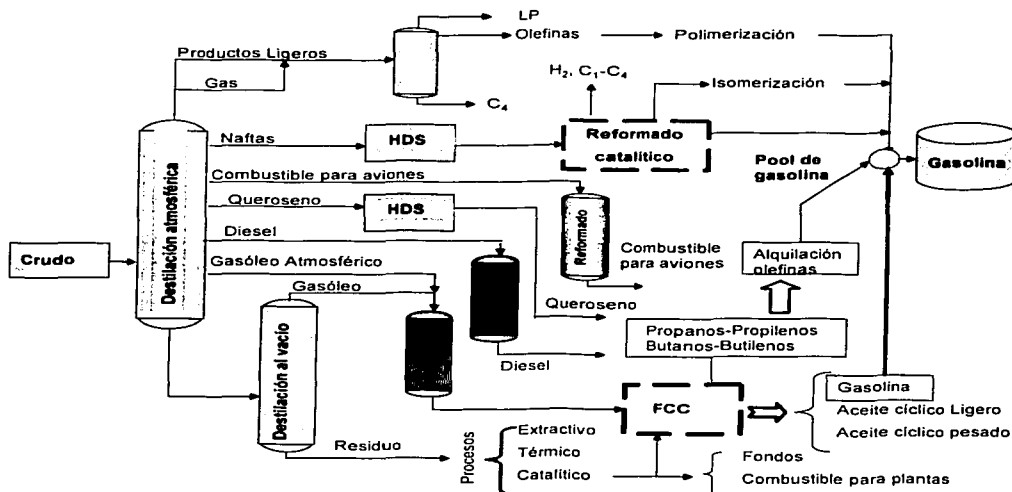 LP
Olefinas
Polimerización
Productos Ligeros
Gas
C4
H2, C1-C4
Isomerización
Naftas
HDS
Reformado
catalítico
Pool de
gasolina
Gasolina
Combustible para aviones
Queroseno
HDS
Diesel
Reformado
Combustible
para aviones
Crudo
Destilación atmosférica
Gasóleo Atmosférico
Alquilación
olefinas
Gasóleo
Queroseno
Propanos-Propilenos
Butanos-Butilenos
Diesel
Destilación al vacio
FCC
Gasolina
Aceite cíclico Ligero
Aceite cíclico pesado
Residuo
Procesos
Extractivo
Térmico
Catalítico
Fondos
Combustible para plantas